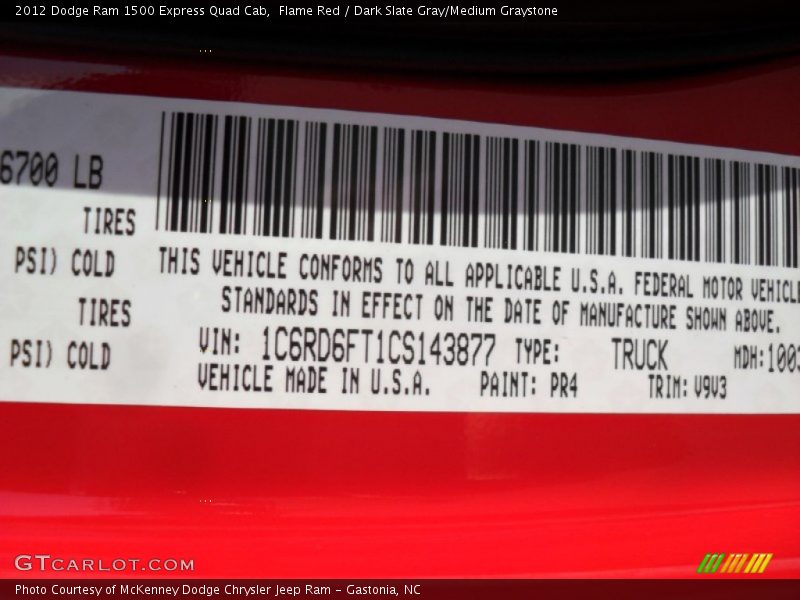 2012 Dodge Ram 1500 Express Quad Cab,  Flame Red / Dark Slate Gray/Medium Graystone
6700 LB
TIRES
PSI) COLD
TIRES
PSI) COLD
THIS VEHICLE CONFORMS TO ALL APPLICABLE U.S.A. FEDERAL MOTOR VEHICLE
STANDARDS IN EFFECT ON THE DATE OF MANUFACTURE SHOWN ABOVE.
VIN: 1C6RD6FT1CS143877 TYPE: TRUCK MDH:1003
VEHICLE MADE IN U.S.A. PAINT: PR4 TRIM: V9V3
GTCARLOT.COM
Photo Courtesy of McKenney Dodge Chrysler Jeep Ram - Gastonia, NC